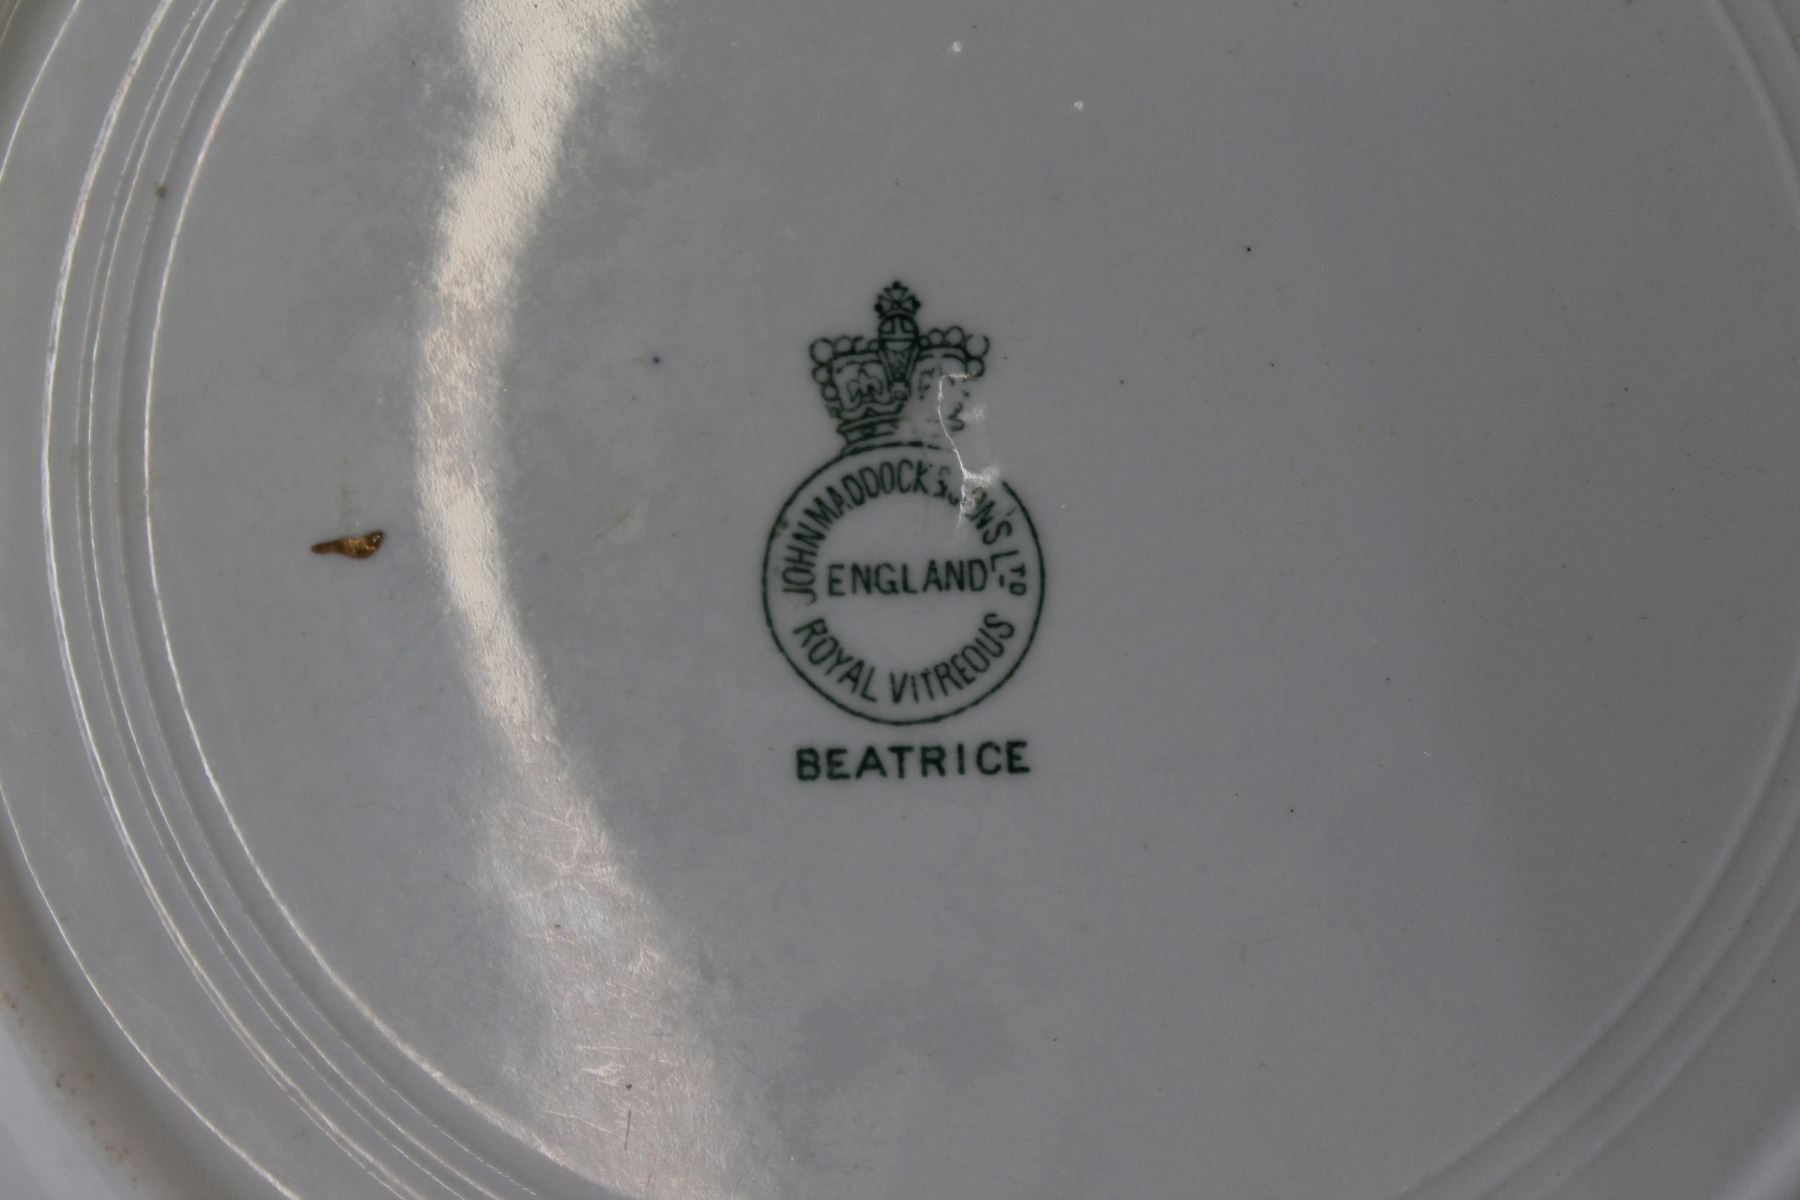 JOHN MADDOCK & SONS LTD
ENGLAND
ROYAL VITREOUS
BEATRICE